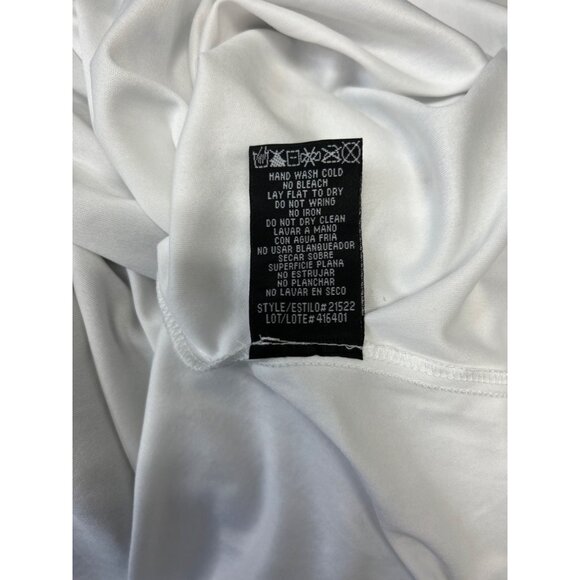 HAND WASH COLD
NO BLEACH
LAY FLAT TO DRY
DO NOT WRING
NO IRON
DO NOT DRY CLEAN
LAVAR A MANO
CON AGUA FRIA
NO USAR BLANQUEADOR
SECAR SOBRE
SUPERFICIE PLANA
NO ESTRUJAR
NO PLANCHAR
NO LAVAR EN SECO
STYLE/ESTILO# 21522
LOT/LOTE# 416401